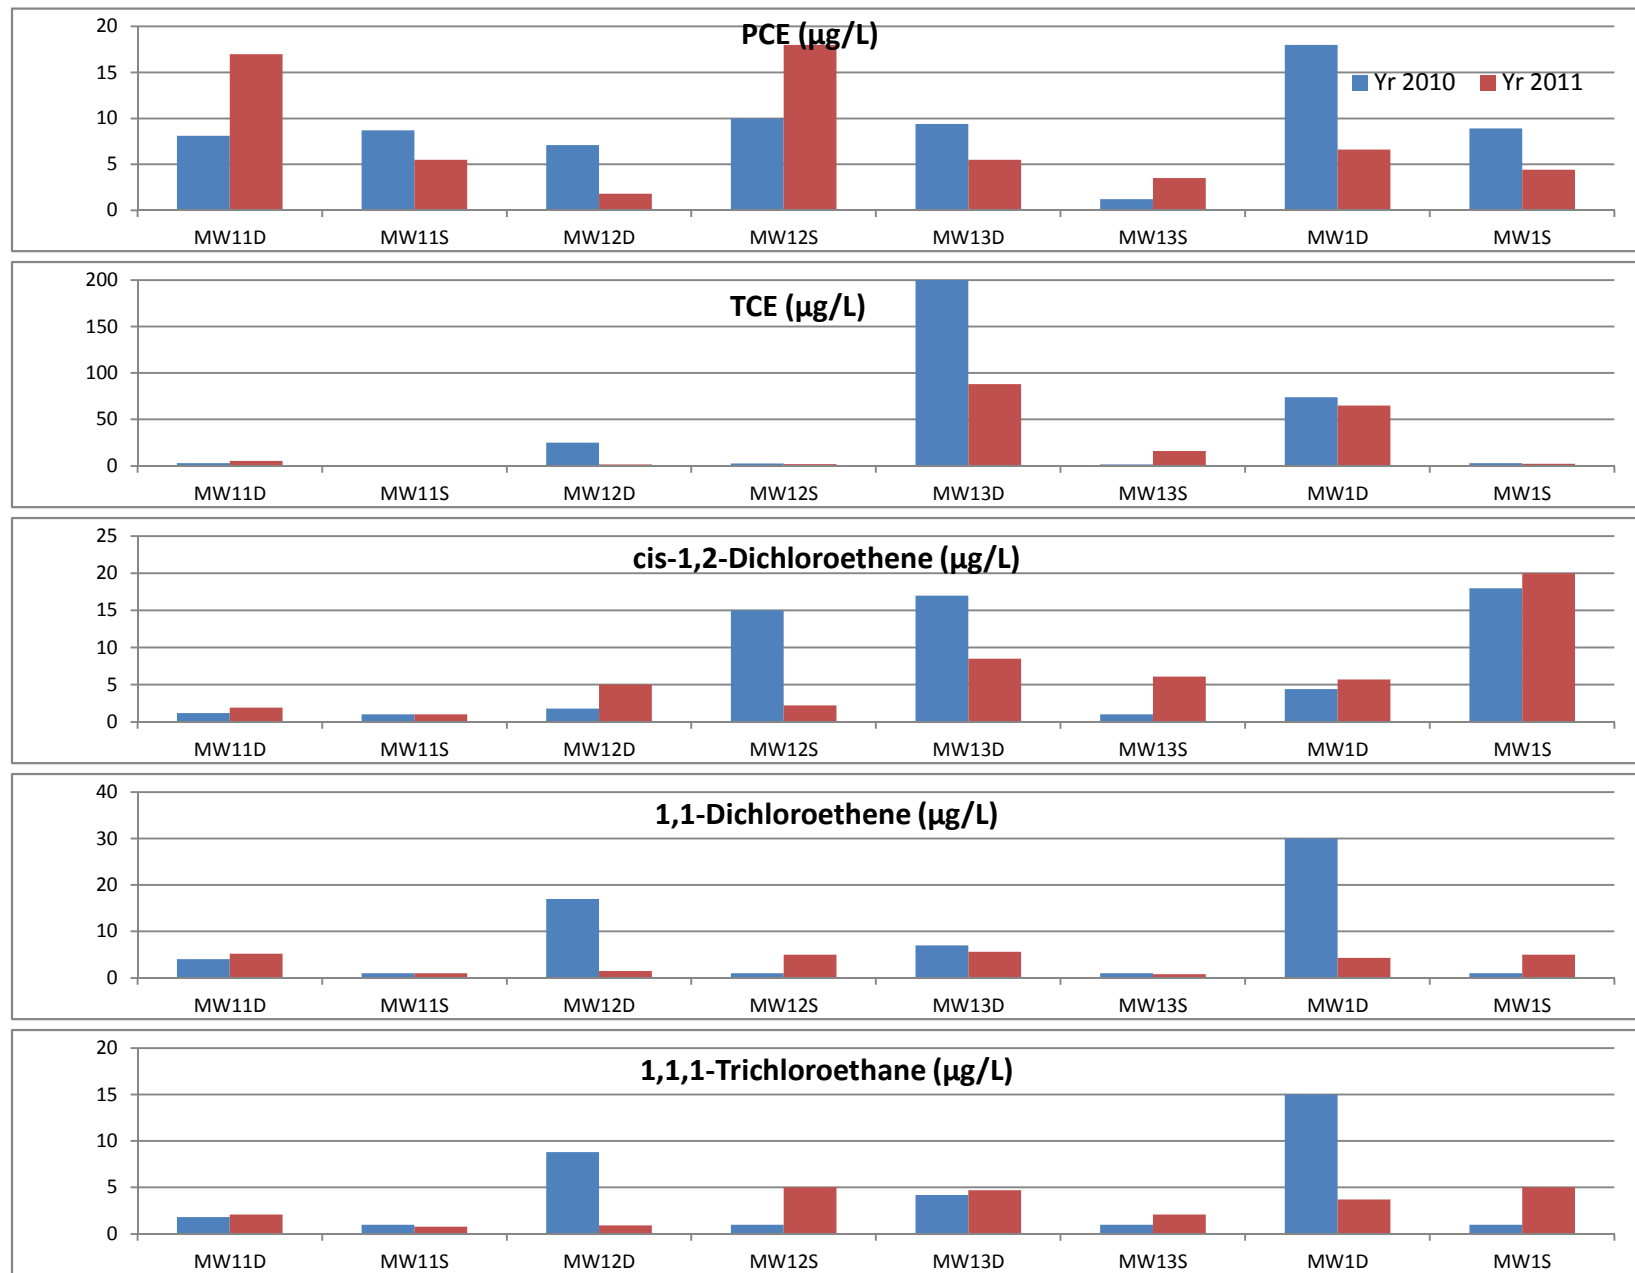 PCE (µg/L)
Yr 2010 Yr 2011
20
15
10
5
0
MW11D MW11S MW12D MW12S MW13D MW13S MW1D MW1S
TCE (µg/L)
200
150
100
50
0
MW11D MW11S MW12D MW12S MW13D MW13S MW1D MW1S
cis-1,2-Dichloroethene (µg/L)
25
20
15
10
5
0
MW11D MW11S MW12D MW12S MW13D MW13S MW1D MW1S
1,1-Dichloroethene (µg/L)
40
30
20
10
0
MW11D MW11S MW12D MW12S MW13D MW13S MW1D MW1S
1,1,1-Trichloroethane (µg/L)
20
15
10
5
0
MW11D MW11S MW12D MW12S MW13D MW13S MW1D MW1S